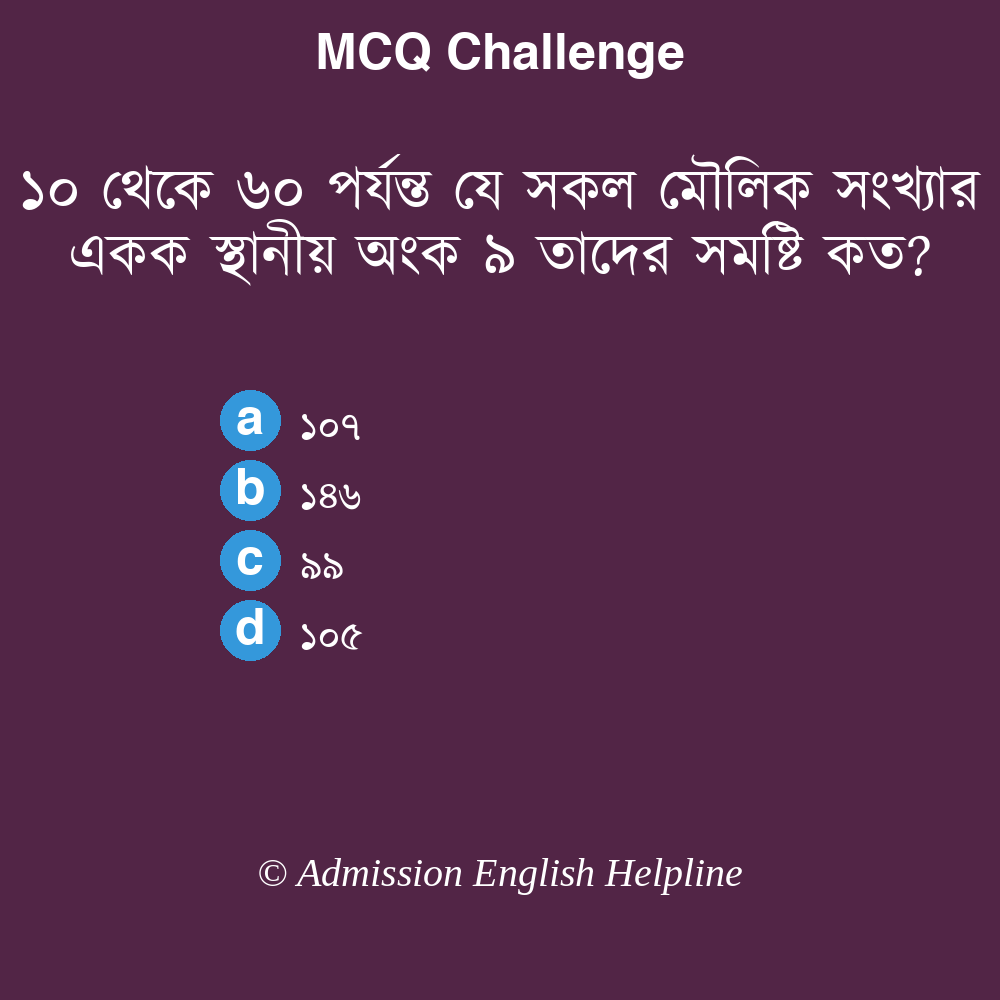 MCQ Challenge
১০ থেকে ৬০ পর্যন্ত যে সকল মৌলিক সংখ্যার
একক স্থানীয় অংক ৯ তাদের সমষ্টি কত?
a ১০৭
b ১৪৬
c ৯৯
d ১০৫
© Admission English Helpline